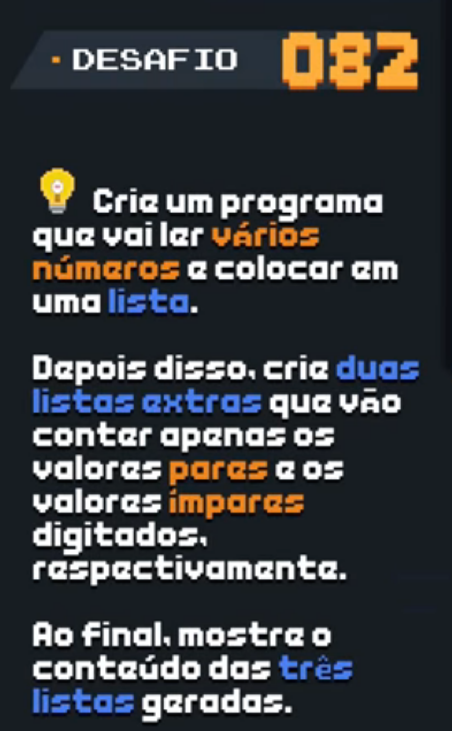 DESAFIO 082
Crie um programa
que vai ler vários
números e colocar em
uma lista.
Depois disso, crie duas
listas extras que vão
conter apenas os
valores pares e os
valores ímpares
digitados,
respectivamente.
Ao final, mostre o
conteúdo das três
listas geradas.